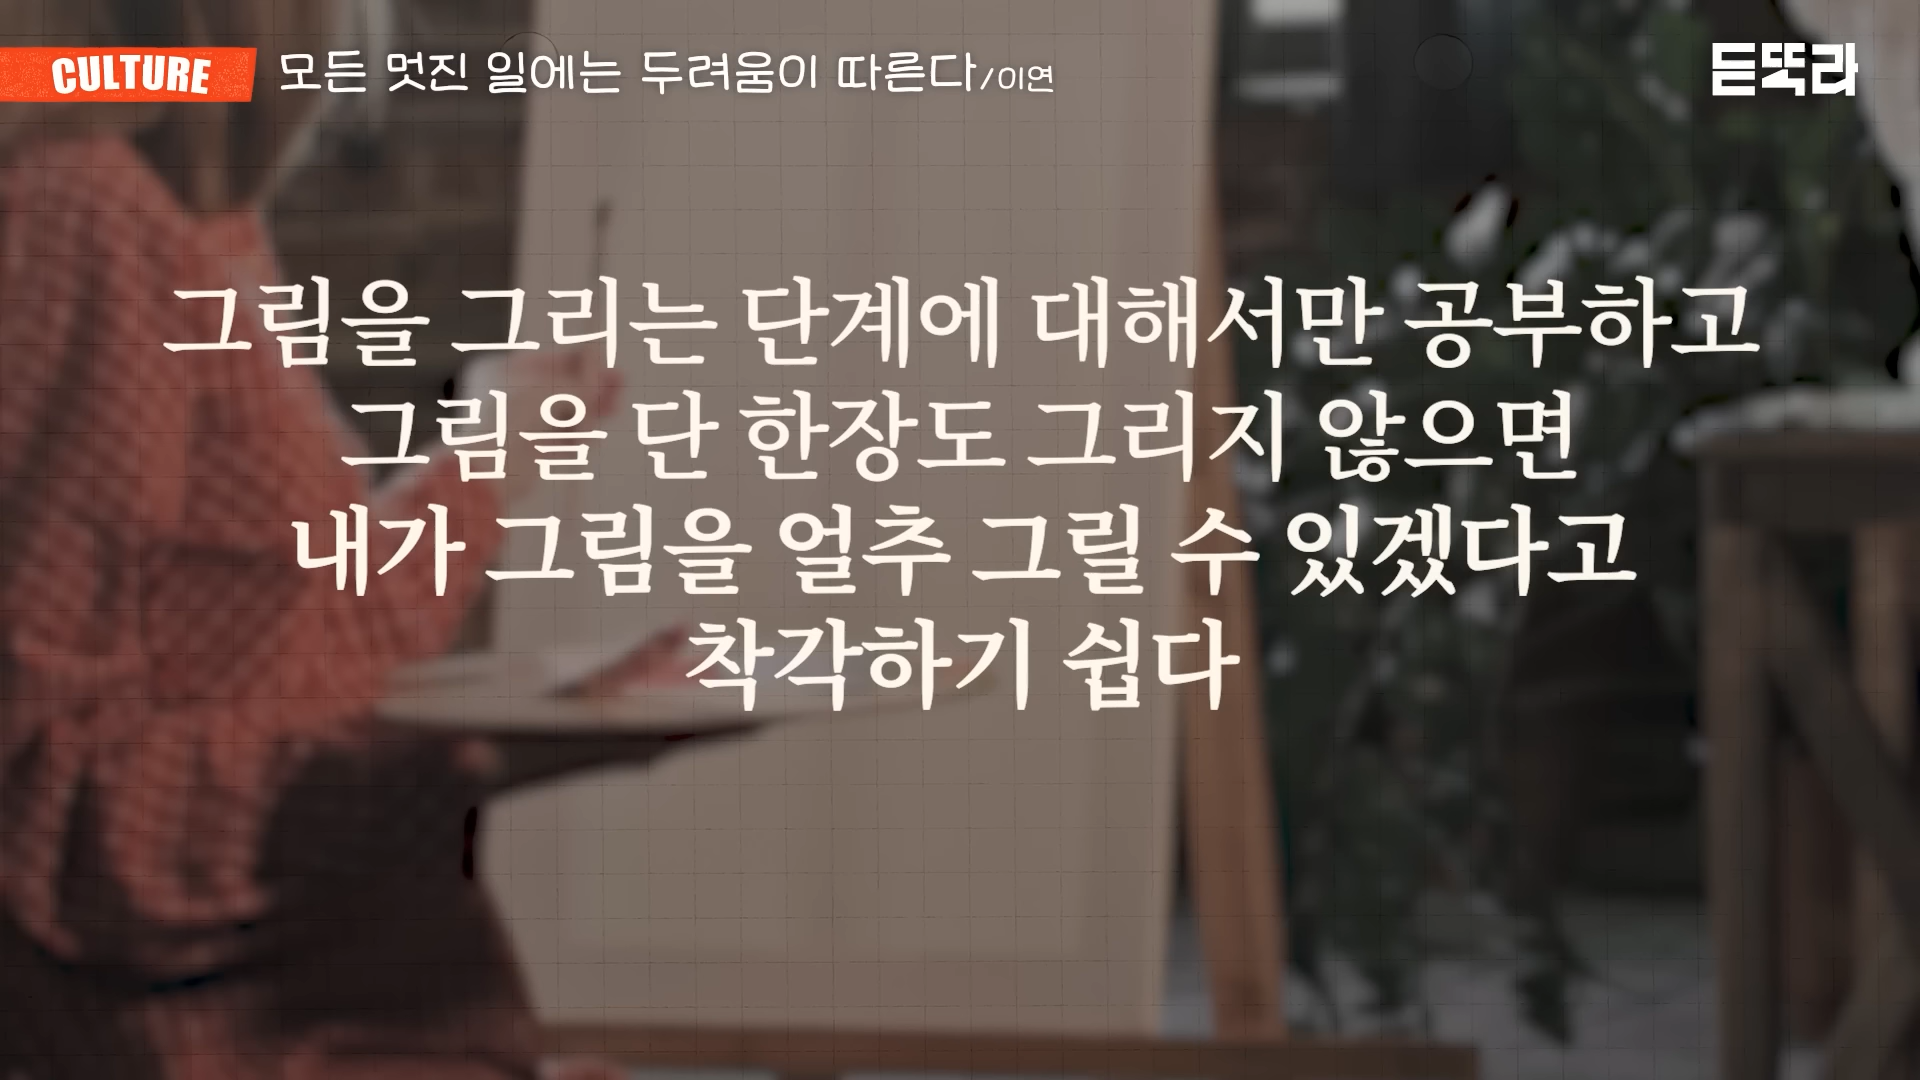 CULTURE 모든 멋진 일에는 두려움이 따른다/이연
듣똑라
그림을 그리는 단계에 대해서만 공부하고
그림을 단 한장도 그리지 않으면
내가 그림을 얼추 그릴 수 있겠다고
착각하기 쉽다